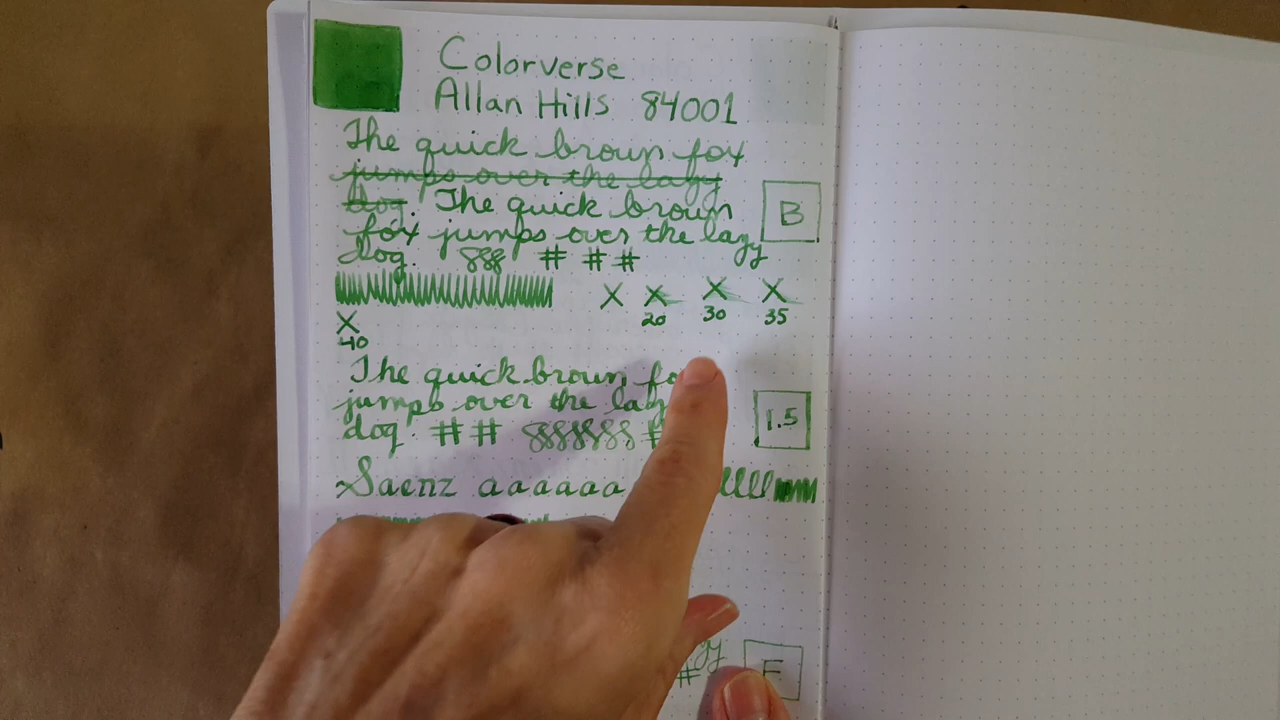 Colorverse
Allan Hills 84001
The quick brown fox
jumps over the lazy
dog. The quick brown
fox jumps over the lazy
dog. 888 # # #
B
X X X X
20 30 35
X
40
The quick brown
jumps over the
dog. # # 8888888 #
1.5
Saenz aaaaaa
F